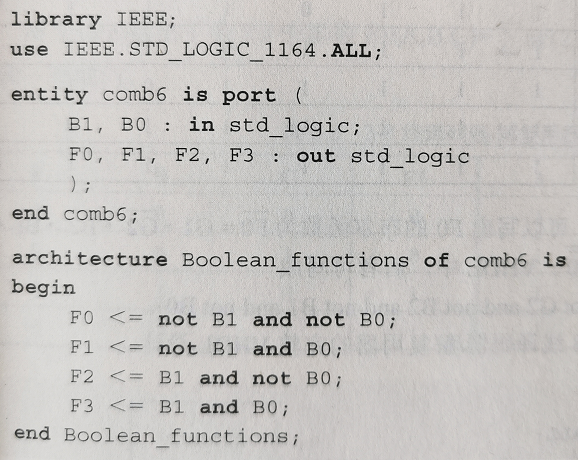 library IEEE;
use IEEE.STD_LOGIC_1164.ALL;
entity comb6 is port (
B1, B0 : in std_logic;
F0, F1, F2, F3 : out std_logic
);
end comb6;
architecture Boolean_functions of comb6 is
begin
F0 <= not B1 and not B0;
F1 <= not B1 and B0;
F2 <= B1 and not B0;
F3 <= B1 and B0;
end Boolean_functions;